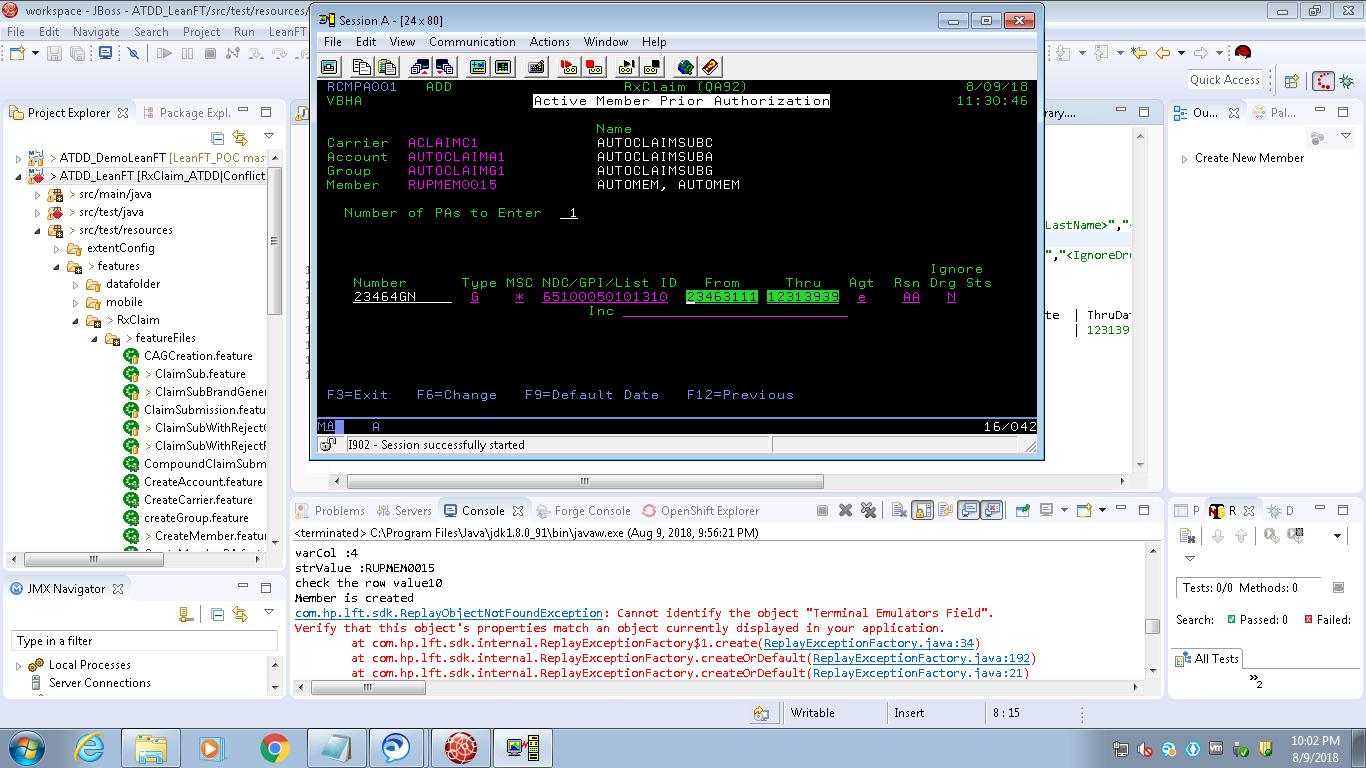 workspace - JBoss - ATDD_LeanFT/src/test/resources/
File Edit Navigate Search Project Run LeanFT
Quick Access
Session A - [24 x 80]
File Edit View Communication Actions Window Help
RCMPA001 ADD RxClaim (QA92) 8/09/18
VBHA Active Member Prior Authorization 11:30:46
Name
Carrier ACLAIMC1 AUTOCLAIMSUBC
Account AUTOCLAIMA1 AUTOCLAIMSUBA
Group AUTOCLAIMG1 AUTOCLAIMSUBG
Member RUPMEM0015 AUTOMEM, AUTOMEM
Number of PAs to Enter 1
Ignore
Number Type MSC NDC/GPI/List ID From Thru Agt Rsn Drg Sts
23464GN G * 65100050101310 23463111 12313939 e AA N
Inc
F3=Exit F6=Change F9=Default Date F12=Previous
MA A 16/042
I902 - Session successfully started
Project Explorer Package Expl.
> ATDD_DemoLeanFT [LeanFT_POC mas
> ATDD_LeanFT [RxClaim_ATDD|Conflict
> src/main/java
> src/test/java
> src/test/resources
extentConfig
> features
datafolder
mobile
> RxClaim
> featureFiles
CAGCreation.feature
> ClaimSub.feature
> ClaimSubBrandGener
ClaimSubmission.featu
> ClaimSubWithReject
> ClaimSubWithReject
CompoundClaimSubm
CreateAccount.feature
CreateCarrier.feature
createGroup.feature
> CreateMember.featur
rary....
LastName>","
","<IgnoreDr
te | ThruDat
| 123139
Ou... Pal...
Create New Member
JMX Navigator
Type in a filter
Local Processes
Server Connections
Problems Servers Console Forge Console OpenShift Explorer
<terminated> C:\Program Files\Java\jdk1.8.0_91\bin\javaw.exe (Aug 9, 2018, 9:56:21 PM)
varCol :4
strValue :RUPMEM0015
check the row value10
Member is created
com.hp.lft.sdk.ReplayObjectNotFoundException: Cannot identify the object "Terminal Emulators Field".
Verify that this object's properties match an object currently displayed in your application.
at com.hp.lft.sdk.internal.ReplayExceptionFactory$1.create(ReplayExceptionFactory.java:34)
at com.hp.lft.sdk.internal.ReplayExceptionFactory.createOrDefault(ReplayExceptionFactory.java:192)
at com.hp.lft.sdk.internal.ReplayExceptionFactory.createOrDefault(ReplayExceptionFactory.java:21)
P R D
Tests: 0/0 Methods: 0
Search: Passed: 0 Failed:
All Tests
»2
Writable Insert 8 : 15
10:02 PM
8/9/2018